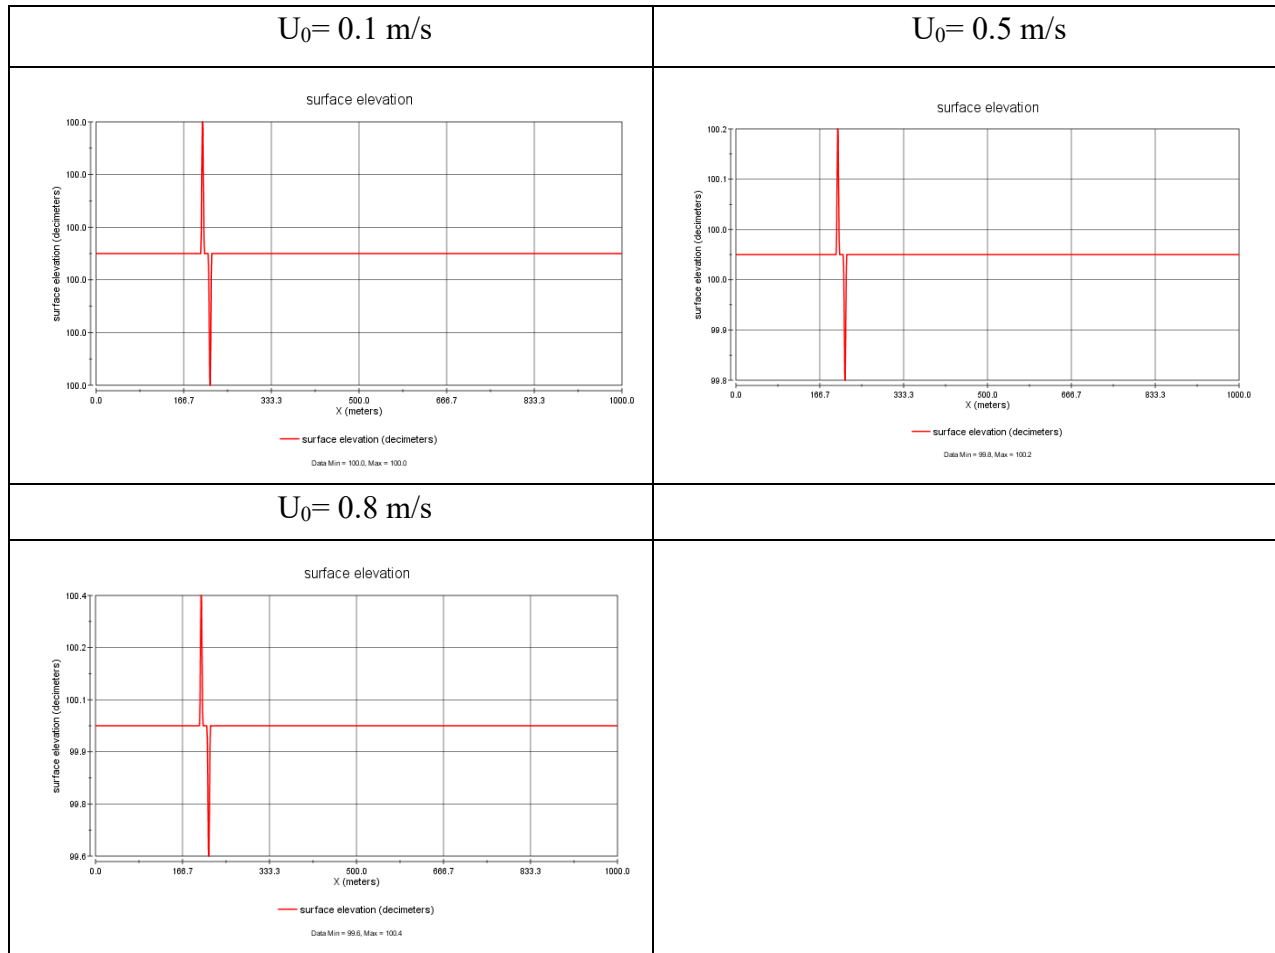 U₀= 0.1 m/s
U₀= 0.5 m/s
surface elevation
100.0
100.0
100.0
100.0
100.0
100.0
surface elevation (decimeters)
0.0 166.7 333.3 500.0 666.7 833.3 1000.0
X (meters)
surface elevation (decimeters)
Data Min = 100.0, Max = 100.0
surface elevation
100.2
100.1
100.0
100.0
99.9
99.8
surface elevation (decimeters)
0.0 166.7 333.3 500.0 666.7 833.3 1000.0
X (meters)
surface elevation (decimeters)
Data Min = 99.8, Max = 100.2
U₀= 0.8 m/s
surface elevation
100.4
100.2
100.1
99.9
99.8
99.6
surface elevation (decimeters)
0.0 166.7 333.3 500.0 666.7 833.3 1000.0
X (meters)
surface elevation (decimeters)
Data Min = 99.6, Max = 100.4